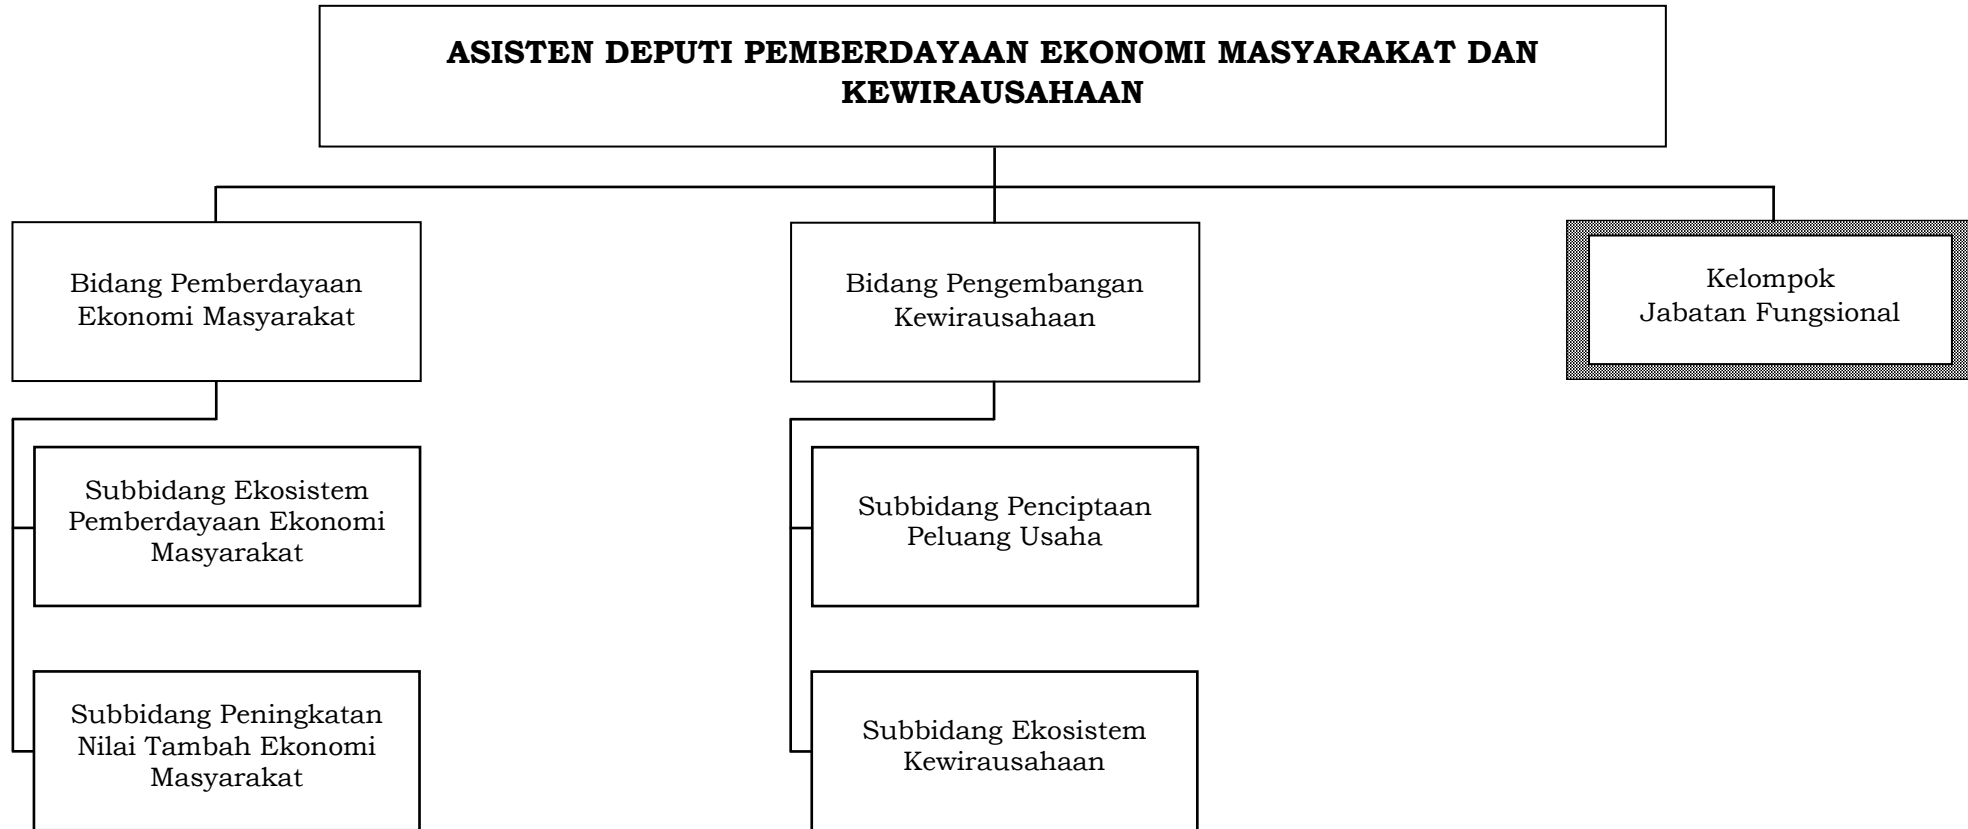 ASISTEN DEPUTI PEMBERDAYAAN EKONOMI MASYARAKAT DAN
KEWIRAUSAHAAN
Bidang Pemberdayaan
Ekonomi Masyarakat
Bidang Pengembangan
Kewirausahaan
Kelompok
Jabatan Fungsional
Subbidang Ekosistem
Pemberdayaan Ekonomi
Masyarakat
Subbidang Penciptaan
Peluang Usaha
Subbidang Peningkatan
Nilai Tambah Ekonomi
Masyarakat
Subbidang Ekosistem
Kewirausahaan